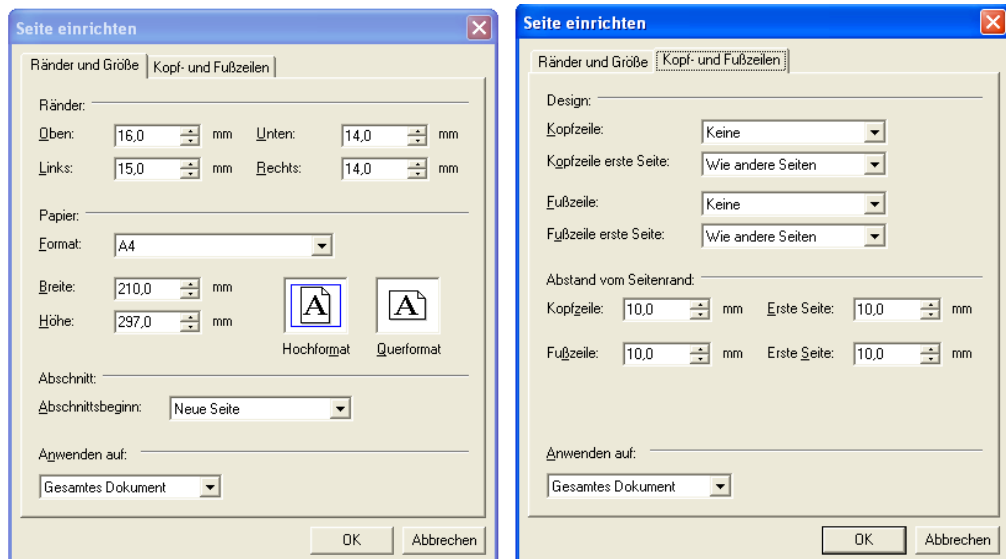 Seite einrichten
Ränder und Größe Kopf- und Fußzeilen
Ränder:
Oben: 16,0 mm Unten: 14,0 mm
Links: 15,0 mm Rechts: 14,0 mm
Papier:
Format: A4
Breite: 210,0 mm
Höhe: 297,0 mm
A A
Hochformat Querformat
Abschnitt:
Abschnittsbeginn: Neue Seite
Anwenden auf:
Gesamtes Dokument
OK Abbrechen
Seite einrichten
Ränder und Größe Kopf- und Fußzeilen
Design:
Kopfzeile: Keine
Kopfzeile erste Seite: Wie andere Seiten
Fußzeile: Keine
Fußzeile erste Seite: Wie andere Seiten
Abstand vom Seitenrand:
Kopfzeile: 10,0 mm Erste Seite: 10,0 mm
Fußzeile: 10,0 mm Erste Seite: 10,0 mm
Anwenden auf:
Gesamtes Dokument
OK Abbrechen